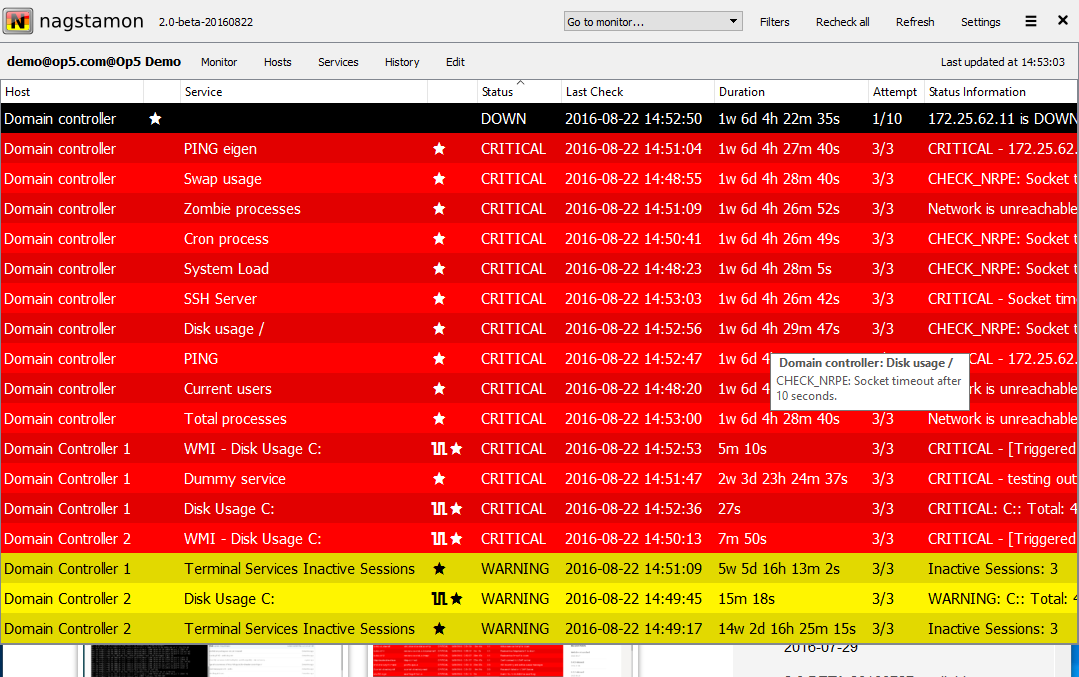 nagstamon 2.0-beta-20160822 Go to monitor... Filters Recheck all Refresh Settings
demo@op5.com@Op5 Demo Monitor Hosts Services History Edit Last updated at 14:53:03
Host Service Status Last Check Duration Attempt Status Information
Domain controller DOWN 2016-08-22 14:52:50 1w 6d 4h 22m 35s 1/10 172.25.62.11 is DOWN
Domain controller PING eigen CRITICAL 2016-08-22 14:51:04 1w 6d 4h 27m 40s 3/3 CRITICAL - 172.25.62.
Domain controller Swap usage CRITICAL 2016-08-22 14:48:55 1w 6d 4h 28m 40s 3/3 CHECK_NRPE: Socket t
Domain controller Zombie processes CRITICAL 2016-08-22 14:51:09 1w 6d 4h 26m 52s 3/3 Network is unreachable
Domain controller Cron process CRITICAL 2016-08-22 14:50:41 1w 6d 4h 26m 49s 3/3 CHECK_NRPE: Socket t
Domain controller System Load CRITICAL 2016-08-22 14:48:23 1w 6d 4h 28m 5s 3/3 CHECK_NRPE: Socket t
Domain controller SSH Server CRITICAL 2016-08-22 14:53:03 1w 6d 4h 26m 42s 3/3 CRITICAL - Socket tim
Domain controller Disk usage / CRITICAL 2016-08-22 14:52:56 1w 6d 4h 29m 47s 3/3 CHECK_NRPE: Socket t
Domain controller PING CRITICAL 2016-08-22 14:52:47 1w 6d 4 CAL - 172.25.62.
Domain controller: Disk usage /
CHECK_NRPE: Socket timeout after
10 seconds.
Domain controller Current users CRITICAL 2016-08-22 14:48:20 1w 6d 4 rk is unreachable
Domain controller Total processes CRITICAL 2016-08-22 14:53:00 1w 6d 4h 28m 40s 3/3 Network is unreachable
Domain Controller 1 WMI - Disk Usage C: CRITICAL 2016-08-22 14:52:53 5m 10s 3/3 CRITICAL - [Triggered
Domain Controller 1 Dummy service CRITICAL 2016-08-22 14:51:47 2w 3d 23h 24m 37s 3/3 CRITICAL - testing out
Domain Controller 1 Disk Usage C: CRITICAL 2016-08-22 14:52:36 27s 3/3 CRITICAL: C:: Total: 4
Domain Controller 2 WMI - Disk Usage C: CRITICAL 2016-08-22 14:50:13 7m 50s 3/3 CRITICAL - [Triggered
Domain Controller 1 Terminal Services Inactive Sessions WARNING 2016-08-22 14:51:09 5w 5d 16h 13m 2s 3/3 Inactive Sessions: 3
Domain Controller 2 Disk Usage C: WARNING 2016-08-22 14:49:45 15m 18s 3/3 WARNING: C:: Total: 4
Domain Controller 2 Terminal Services Inactive Sessions WARNING 2016-08-22 14:49:17 14w 2d 16h 25m 15s 3/3 Inactive Sessions: 3
2016-07-29